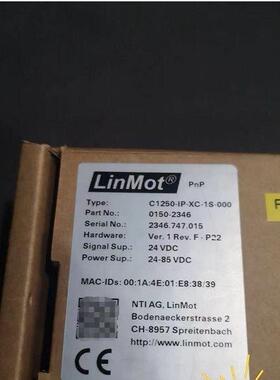 LinMot® PnP
Type: C1250-IP-XC-1S-000
Part No.: 0150-2346
Serial No.: 2346.747.015
Hardware: Ver. 1 Rev. F - P22
Signal Sup.: 24 VDC
Power Sup.: 24-85 VDC
MAC-IDs: 00:1A:4E:01:E8:38/39
NTI AG, LinMot
Bodenaeckerstrasse 2
CH-8957 Spreitenbach
http://www.linmot.com
CE